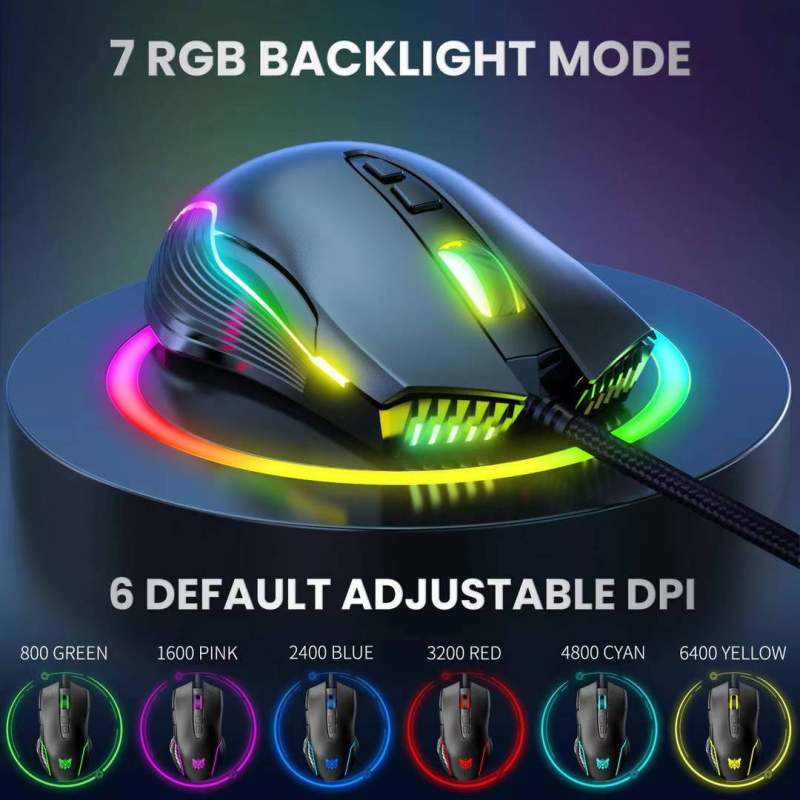 7 RGB BACKLIGHT MODE
6 DEFAULT ADJUSTABLE DPI
800 GREEN
1600 PINK
2400 BLUE
3200 RED
4800 CYAN
6400 YELLOW